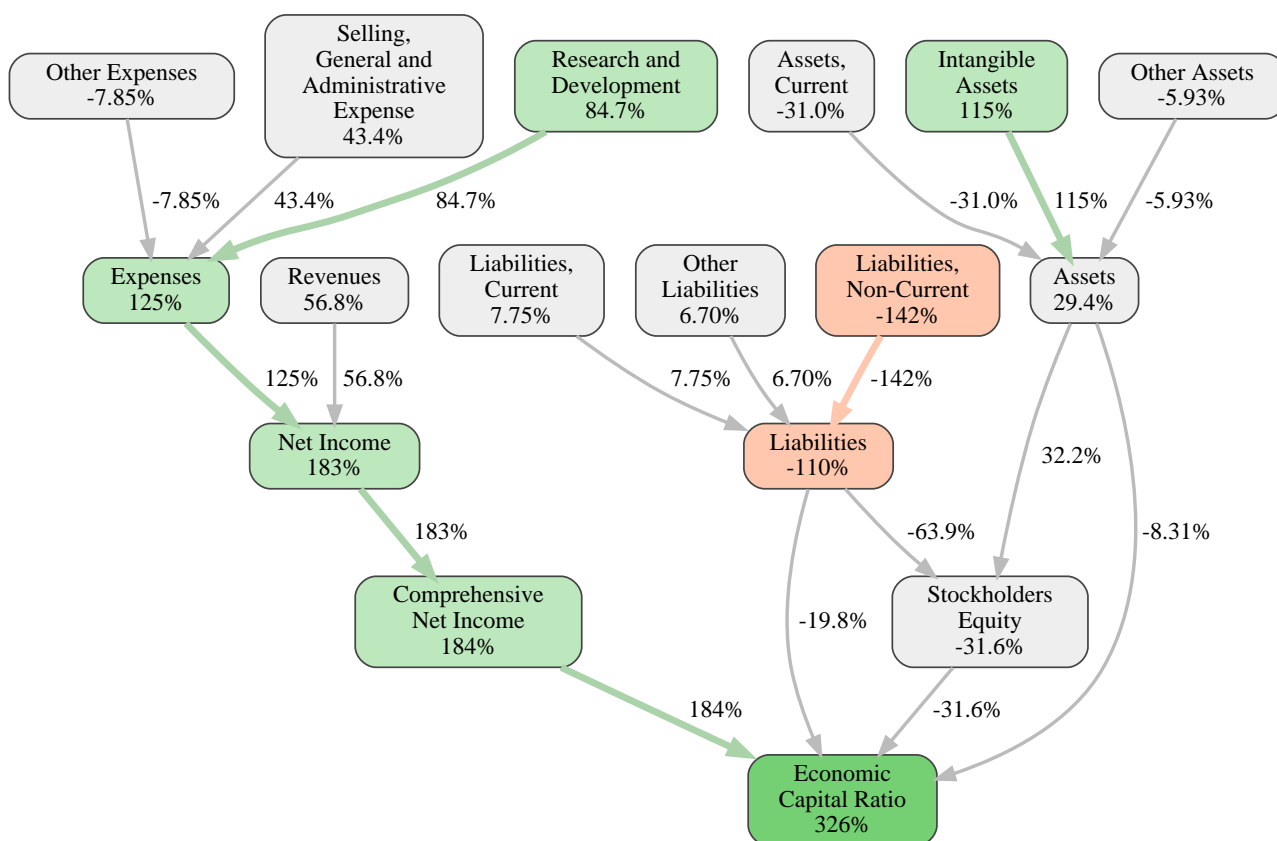 Other Expenses
-7.85%
Selling,
General and
Administrative
Expense
43.4%
Research and
Development
84.7%
Assets,
Current
-31.0%
Intangible
Assets
115%
Other Assets
-5.93%
-7.85%
43.4%
84.7%
-31.0%
115%
-5.93%
Expenses
125%
Revenues
56.8%
Liabilities,
Current
7.75%
Other
Liabilities
6.70%
Liabilities,
Non-Current
-142%
Assets
29.4%
125%
56.8%
7.75%
6.70%
-142%
Net Income
183%
Liabilities
-110%
32.2%
183%
-63.9%
-8.31%
Comprehensive
Net Income
184%
-19.8%
Stockholders
Equity
-31.6%
184%
-31.6%
Economic
Capital Ratio
326%